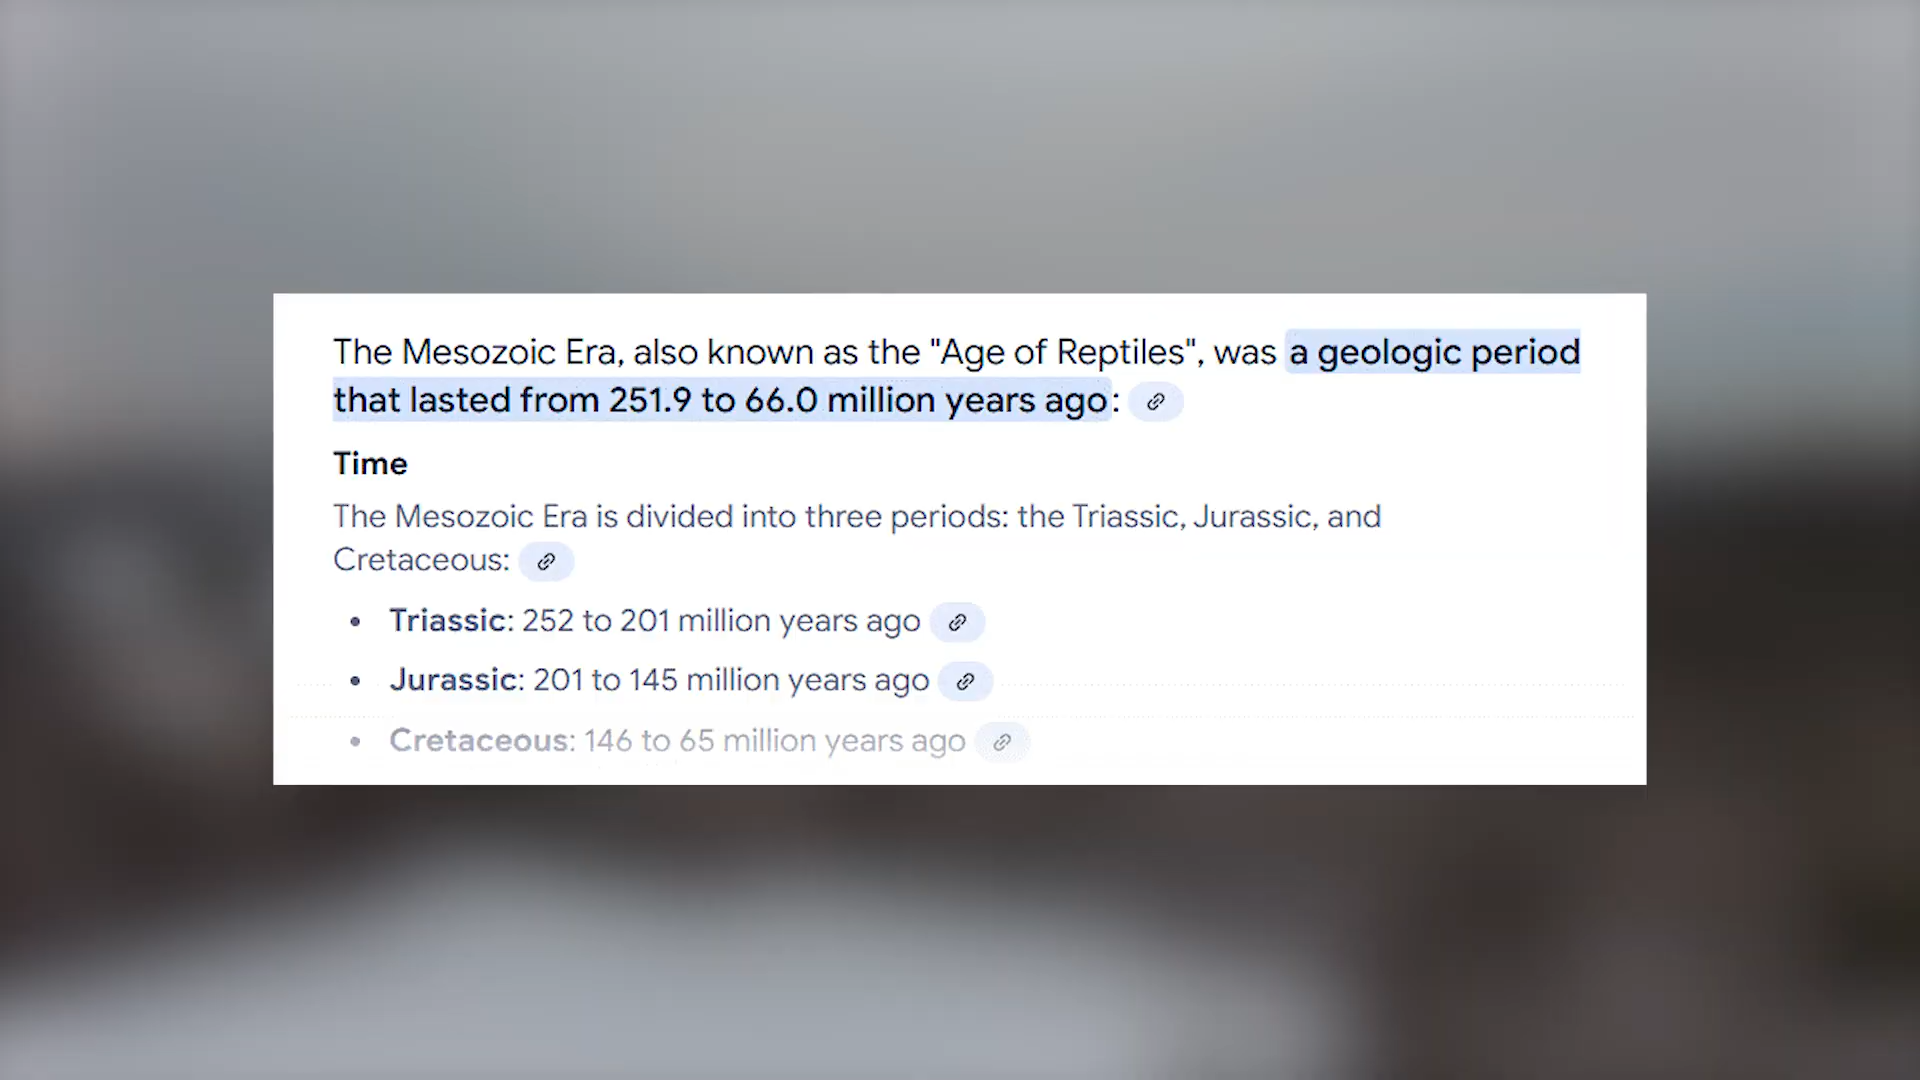 The Mesozoic Era, also known as the "Age of Reptiles", was a geologic period
that lasted from 251.9 to 66.0 million years ago:
Time
The Mesozoic Era is divided into three periods: the Triassic, Jurassic, and
Cretaceous:
• Triassic: 252 to 201 million years ago
• Jurassic: 201 to 145 million years ago
• Cretaceous: 146 to 65 million years ago